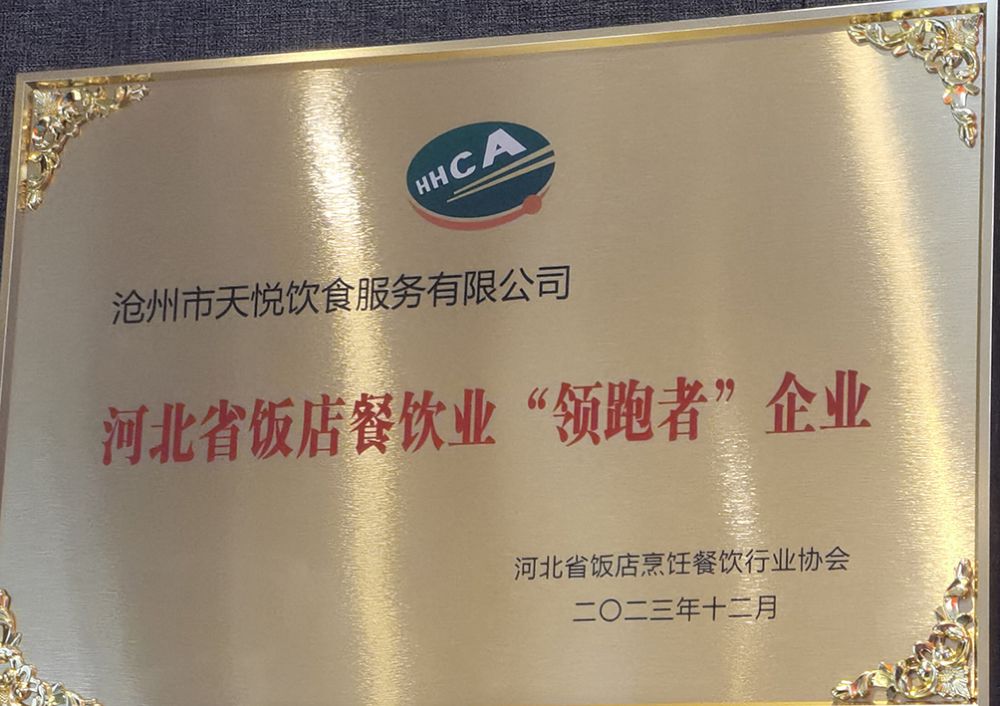 HHCA
沧州市天悦饮食服务有限公司
河北省饭店餐饮业“领跑者”企业
河北省饭店烹饪餐饮行业协会
二〇二三年十二月